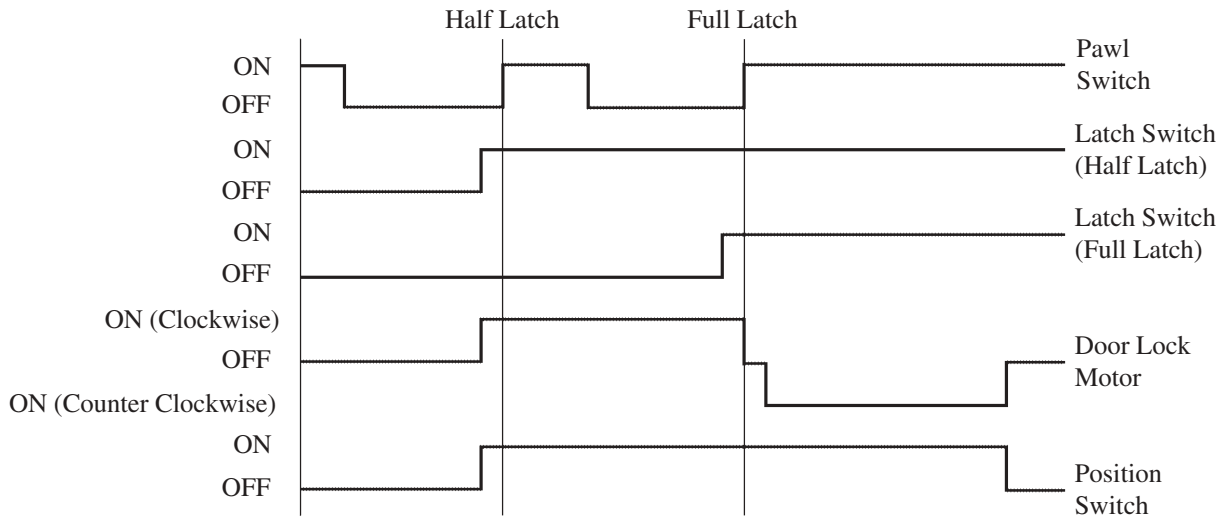 Half Latch
Full Latch
ON
OFF
Pawl
Switch
ON
OFF
Latch Switch
(Half Latch)
ON
OFF
Latch Switch
(Full Latch)
ON (Clockwise)
OFF
ON (Counter Clockwise)
Door Lock
Motor
ON
OFF
Position
Switch